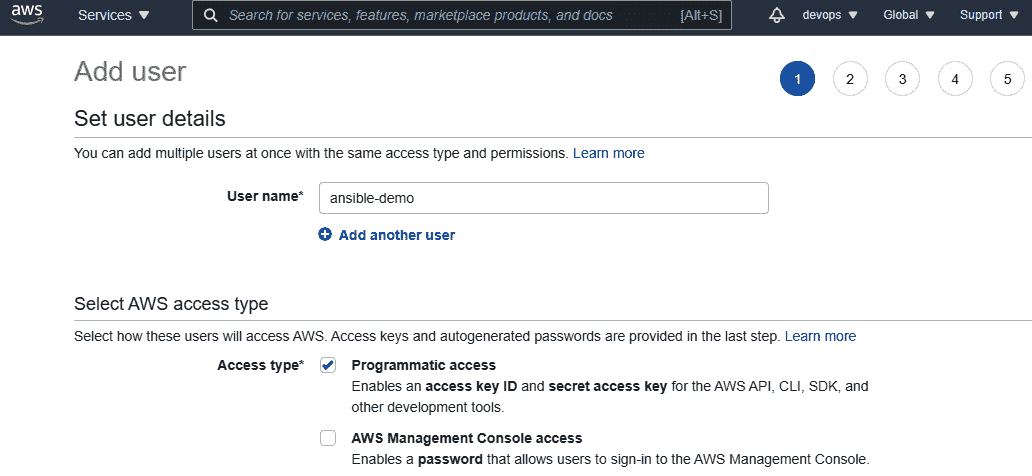 aws Services Search for services, features, marketplace products, and docs [Alt+S] devops Global Support
Add user 1 2 3 4 5
Set user details
You can add multiple users at once with the same access type and permissions. Learn more
User name* ansible-demo
Add another user
Select AWS access type
Select how these users will access AWS. Access keys and autogenerated passwords are provided in the last step. Learn more
Access type* Programmatic access
Enables an access key ID and secret access key for the AWS API, CLI, SDK, and
other development tools.
AWS Management Console access
Enables a password that allows users to sign-in to the AWS Management Console.